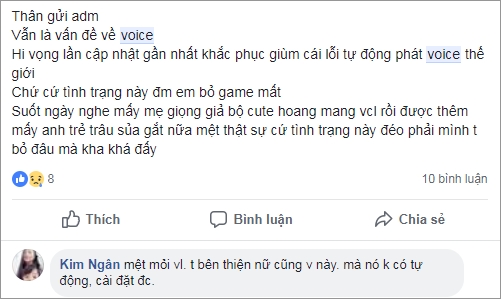 Thân gửi adm
Vẫn là vấn đề về voice
Hi vọng lần cập nhật gần nhất khắc phục giùm cái lỗi tự động phát voice thế
giới
Chứ cứ tình trạng này đm em bỏ game mất
Suốt ngày nghe mấy mẹ giọng giả bộ cute hoang mang vcl rồi được thêm
mấy anh trẻ trâu sủa gắt nữa mệt thật sự cứ tình trạng này đéo phải mình t
bỏ đâu mà kha khá đấy
8
10 bình luận
Thích
Bình luận
Chia sẻ
Kim Ngân mệt mỏi vl. t bên thiện nữ cũng v này. mà nó k có tự
động, cài đặt đc.